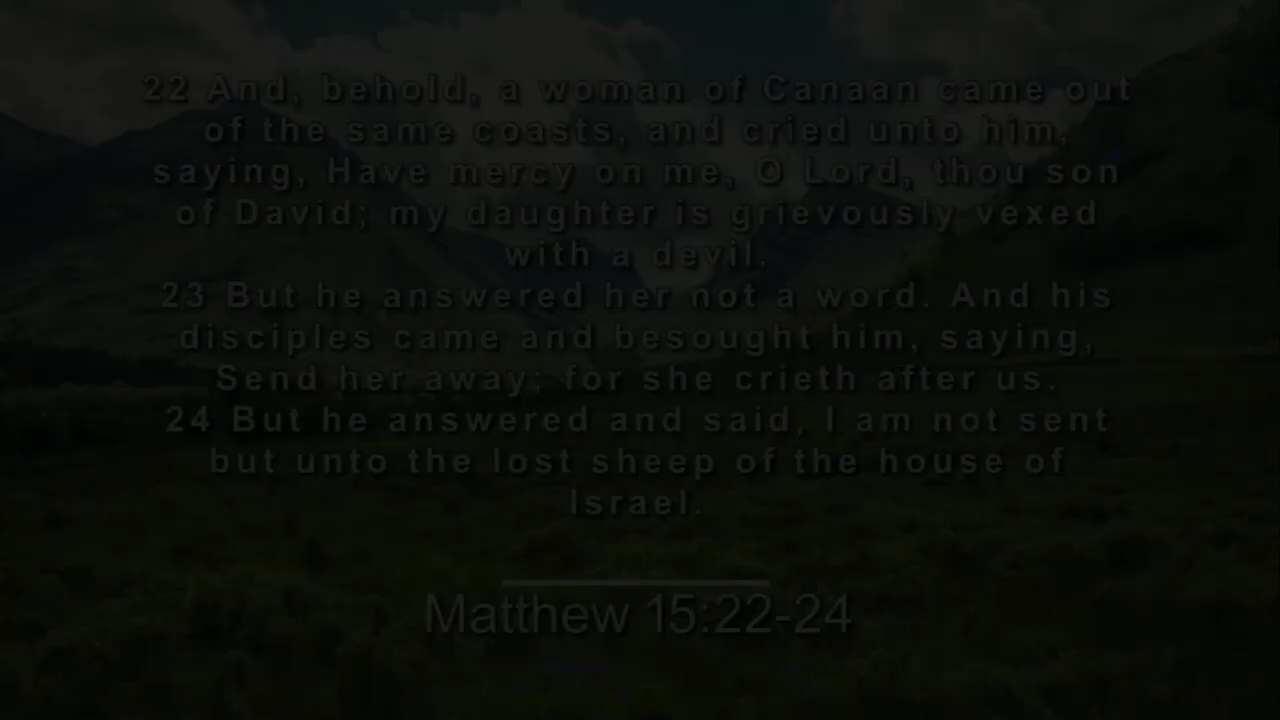 22 And, behold, a woman of Canaan came out
of the same coasts, and cried unto him,
saying, Have mercy on me, O Lord, thou son
of David; my daughter is grievously vexed
with a devil.
23 But he answered her not a word. And his
disciples came and besought him, saying,
Send her away; for she crieth after us.
24 But he answered and said, I am not sent
but unto the lost sheep of the house of
Israel.
Matthew 15:22-24